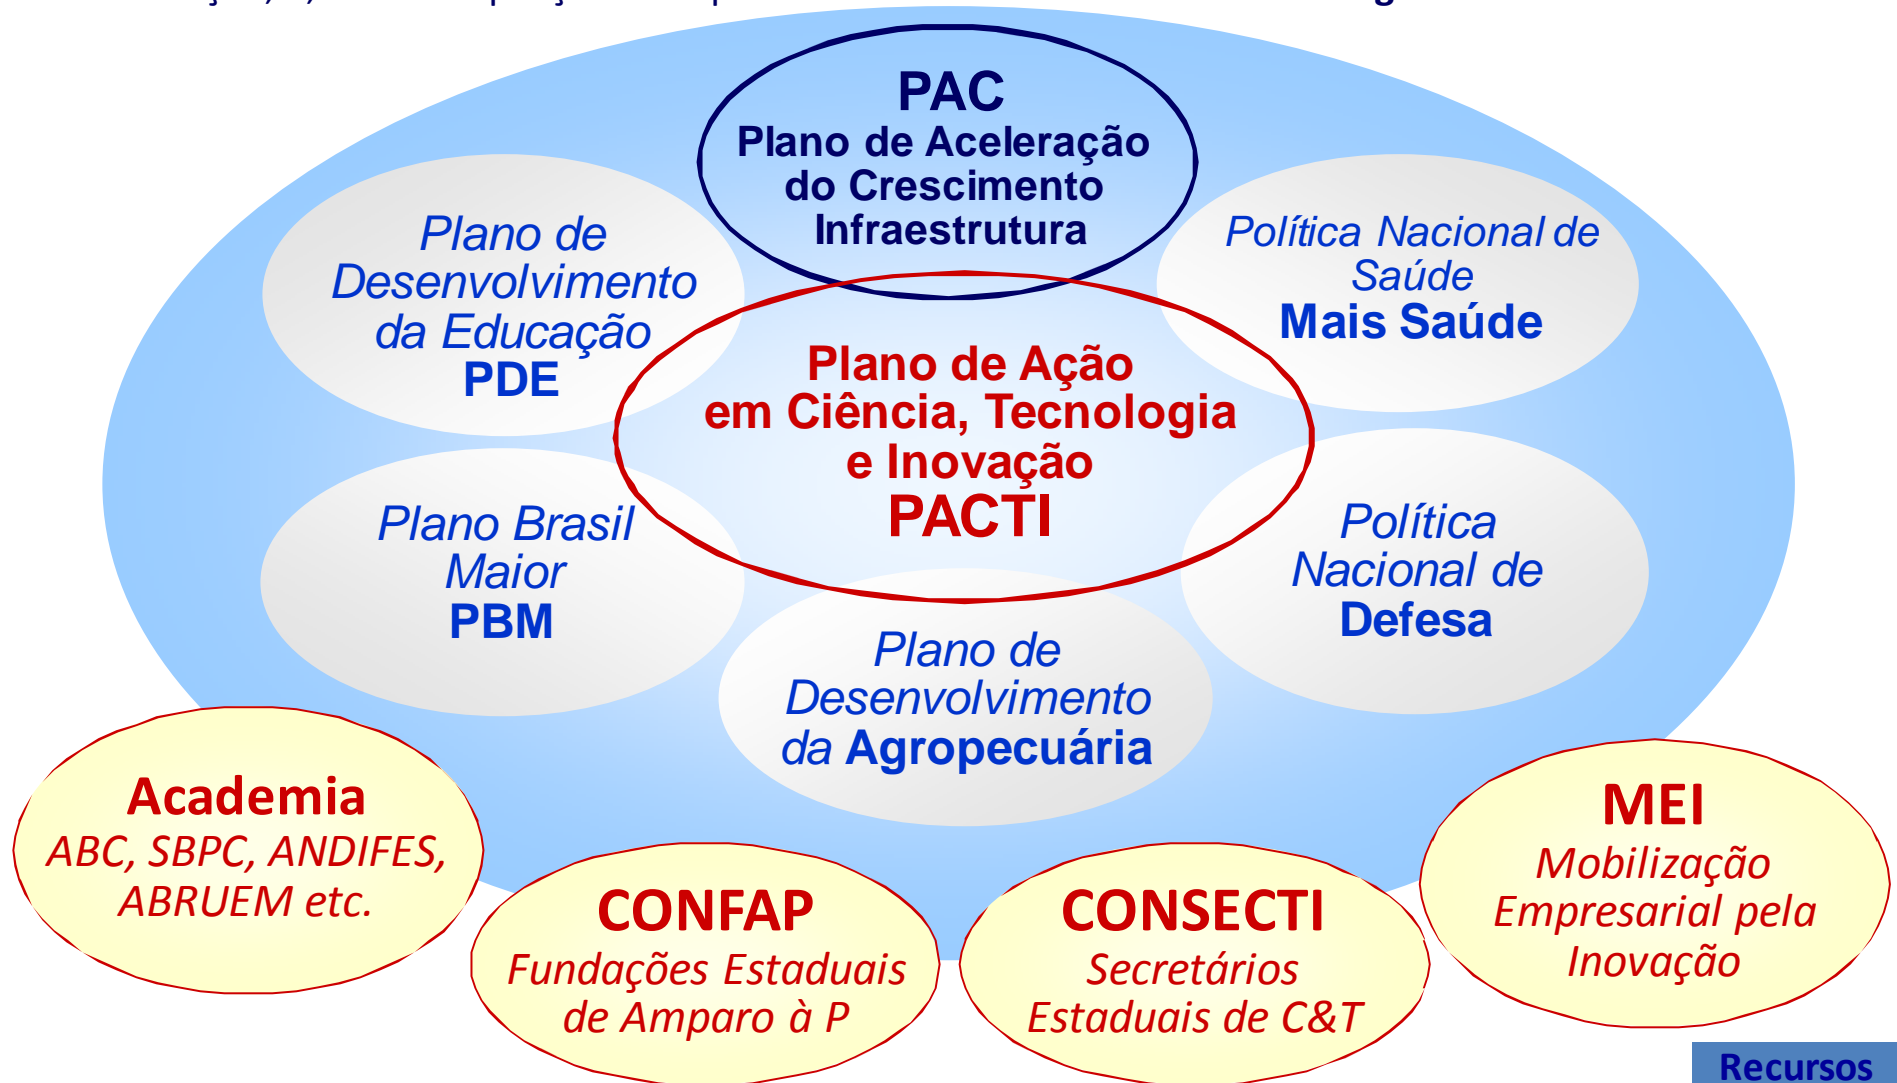 PAC
Plano de Aceleração
do Crescimento
Infraestrutura
Plano de
Desenvolvimento
da Educação
PDE
Política Nacional de
Saúde
Mais Saúde
Plano de Ação
em Ciência, Tecnologia
e Inovação
PACTI
Plano Brasil
Maior
PBM
Política
Nacional de
Defesa
Plano de
Desenvolvimento
da Agropecuária
Academia
ABC, SBPC, ANDIFES,
ABRUEM etc.
CONFAP
Fundações Estaduais
de Amparo à P
CONSECTI
Secretários
Estaduais de C&T
MEI
Mobilização
Empresarial pela
Inovação
Recursos